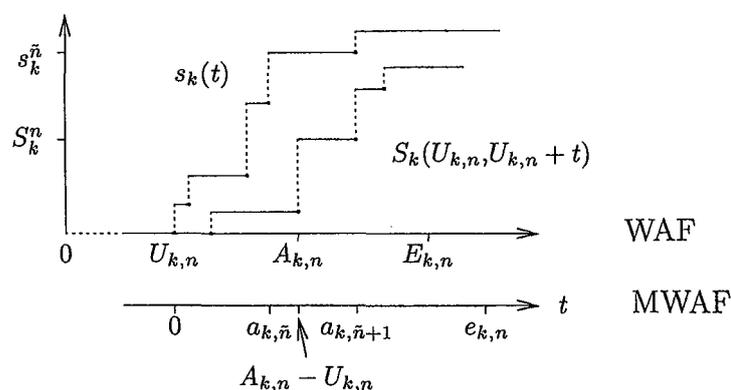 s_k^ñ
s_k(t)
S_k^n
S_k(U_{k,n},U_{k,n} + t)
WAF
0 U_{k,n} A_{k,n} E_{k,n}
t MWAF
0 a_{k,ñ} a_{k,ñ+1} e_{k,n}
A_{k,n} − U_{k,n}